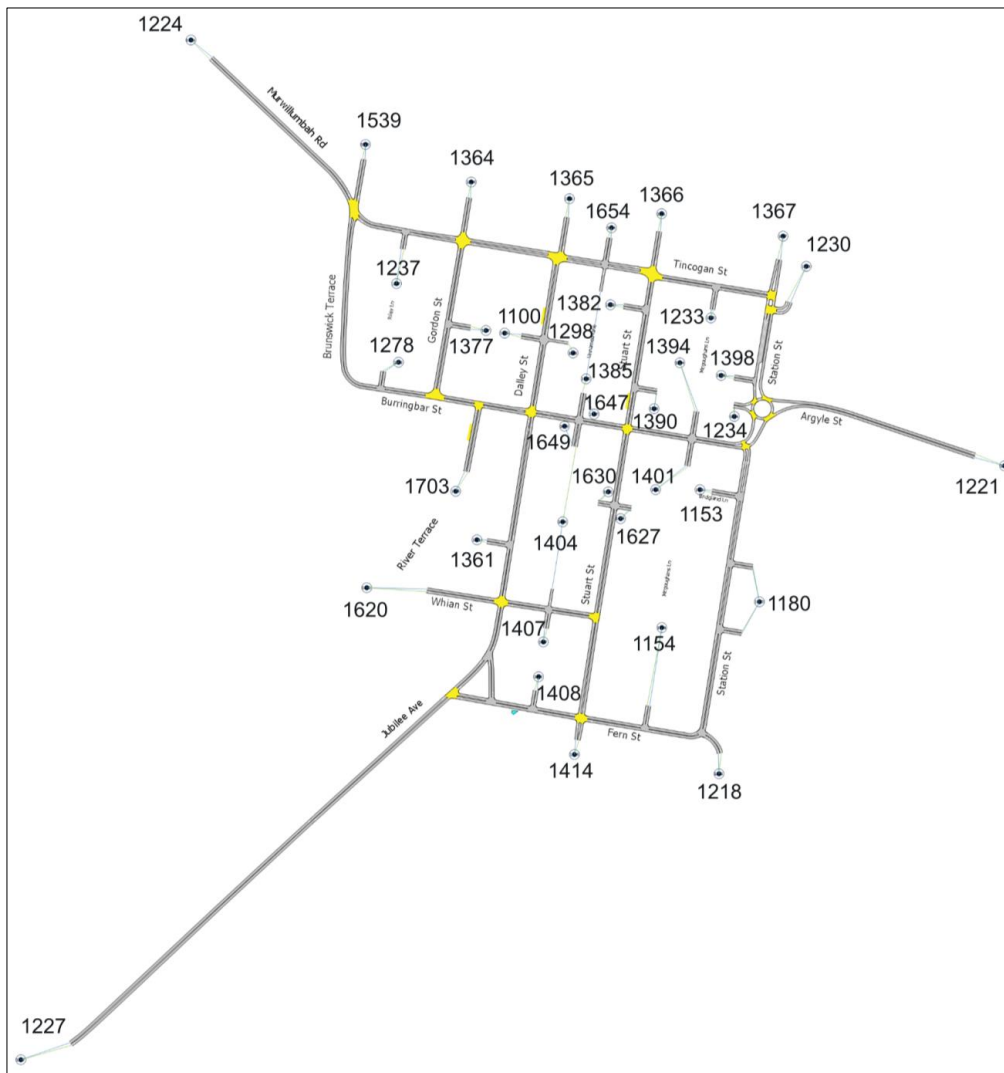 1224
Murwillumbah Rd
1539
1364
1365
1654
1366
1367
1230
Tincogan St
1237
1382
1233
Brunswick Terrace
Gordon St
1278
1377
1100
1298
Dalley St
Stuart St
1394
1398
Station St
1385
1647
1390
1234
Burringbar St
Argyle St
1649
1221
1703
1630
1401
1153
1627
River Terrace
1361
1404
1620
Whian St
Stuart St
1180
1407
1154
1408
Station St
Jubilee Ave
Fern St
1414
1218
1227